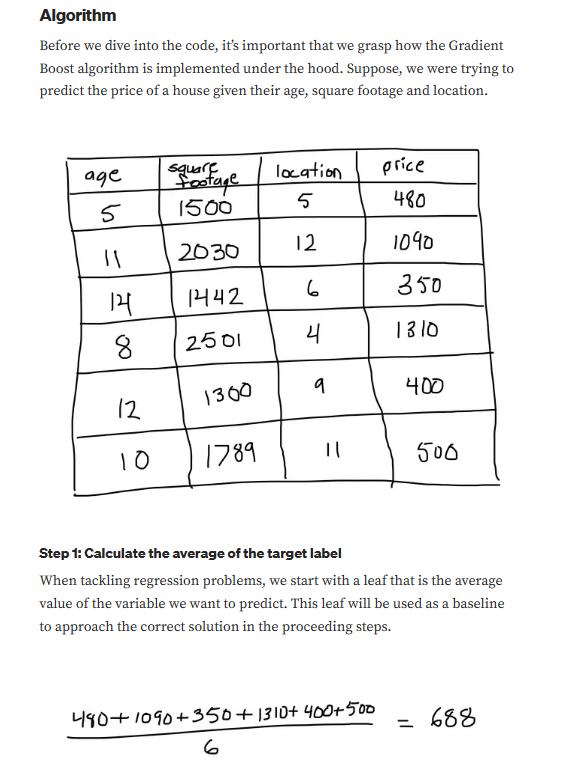 Algorithm
Before we dive into the code, it's important that we grasp how the Gradient
Boost algorithm is implemented under the hood. Suppose, we were trying to
predict the price of a house given their age, square footage and location.
age square footage location price
5 1500 5 480
11 2030 12 1090
14 1442 6 350
8 2501 4 1310
12 1300 9 400
10 1789 11 500
Step 1: Calculate the average of the target label
When tackling regression problems, we start with a leaf that is the average
value of the variable we want to predict. This leaf will be used as a baseline
to approach the correct solution in the proceeding steps.
480+1090+350+1310+400+500 = 688
6